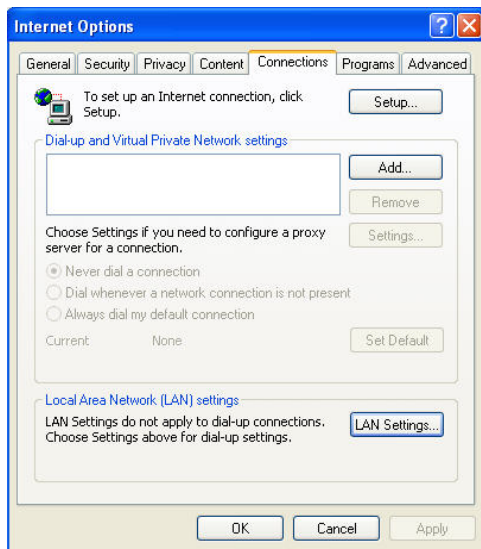 Internet Options
General Security Privacy Content Connections Programs Advanced
To set up an Internet connection, click
Setup.
Setup...
Dial-up and Virtual Private Network settings
Add...
Remove
Choose Settings if you need to configure a proxy
server for a connection.
Settings...
Never dial a connection
Dial whenever a network connection is not present
Always dial my default connection
Current None Set Default
Local Area Network (LAN) settings
LAN Settings do not apply to dial-up connections.
Choose Settings above for dial-up settings.
LAN Settings...
OK Cancel Apply